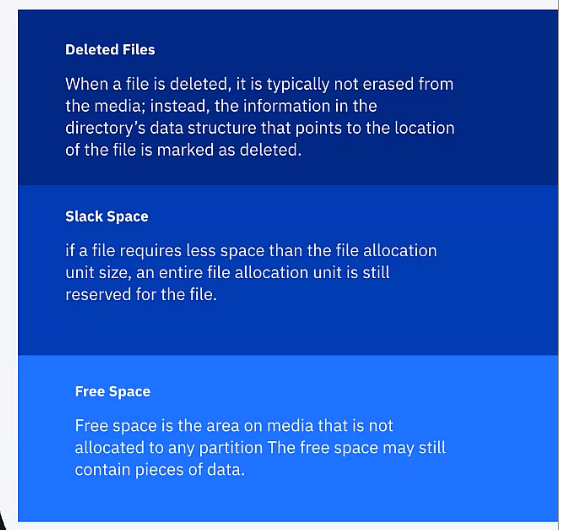 Deleted Files
When a file is deleted, it is typically not erased from
the media; instead, the information in the
directory's data structure that points to the location
of the file is marked as deleted.
Slack Space
if a file requires less space than the file allocation
unit size, an entire file allocation unit is still
reserved for the file.
Free Space
Free space is the area on media that is not
allocated to any partition The free space may still
contain pieces of data.